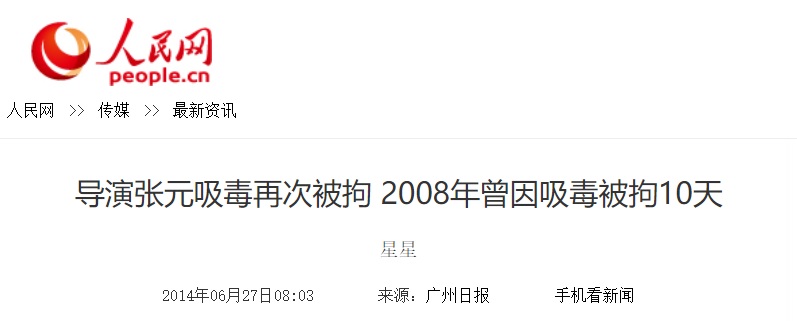 人民网
people.cn
人民网 >> 传媒 >> 最新资讯
导演张元吸毒再次被拘 2008年曾因吸毒被拘10天
星星
2014年06月27日08:03 来源：广州日报 手机看新闻